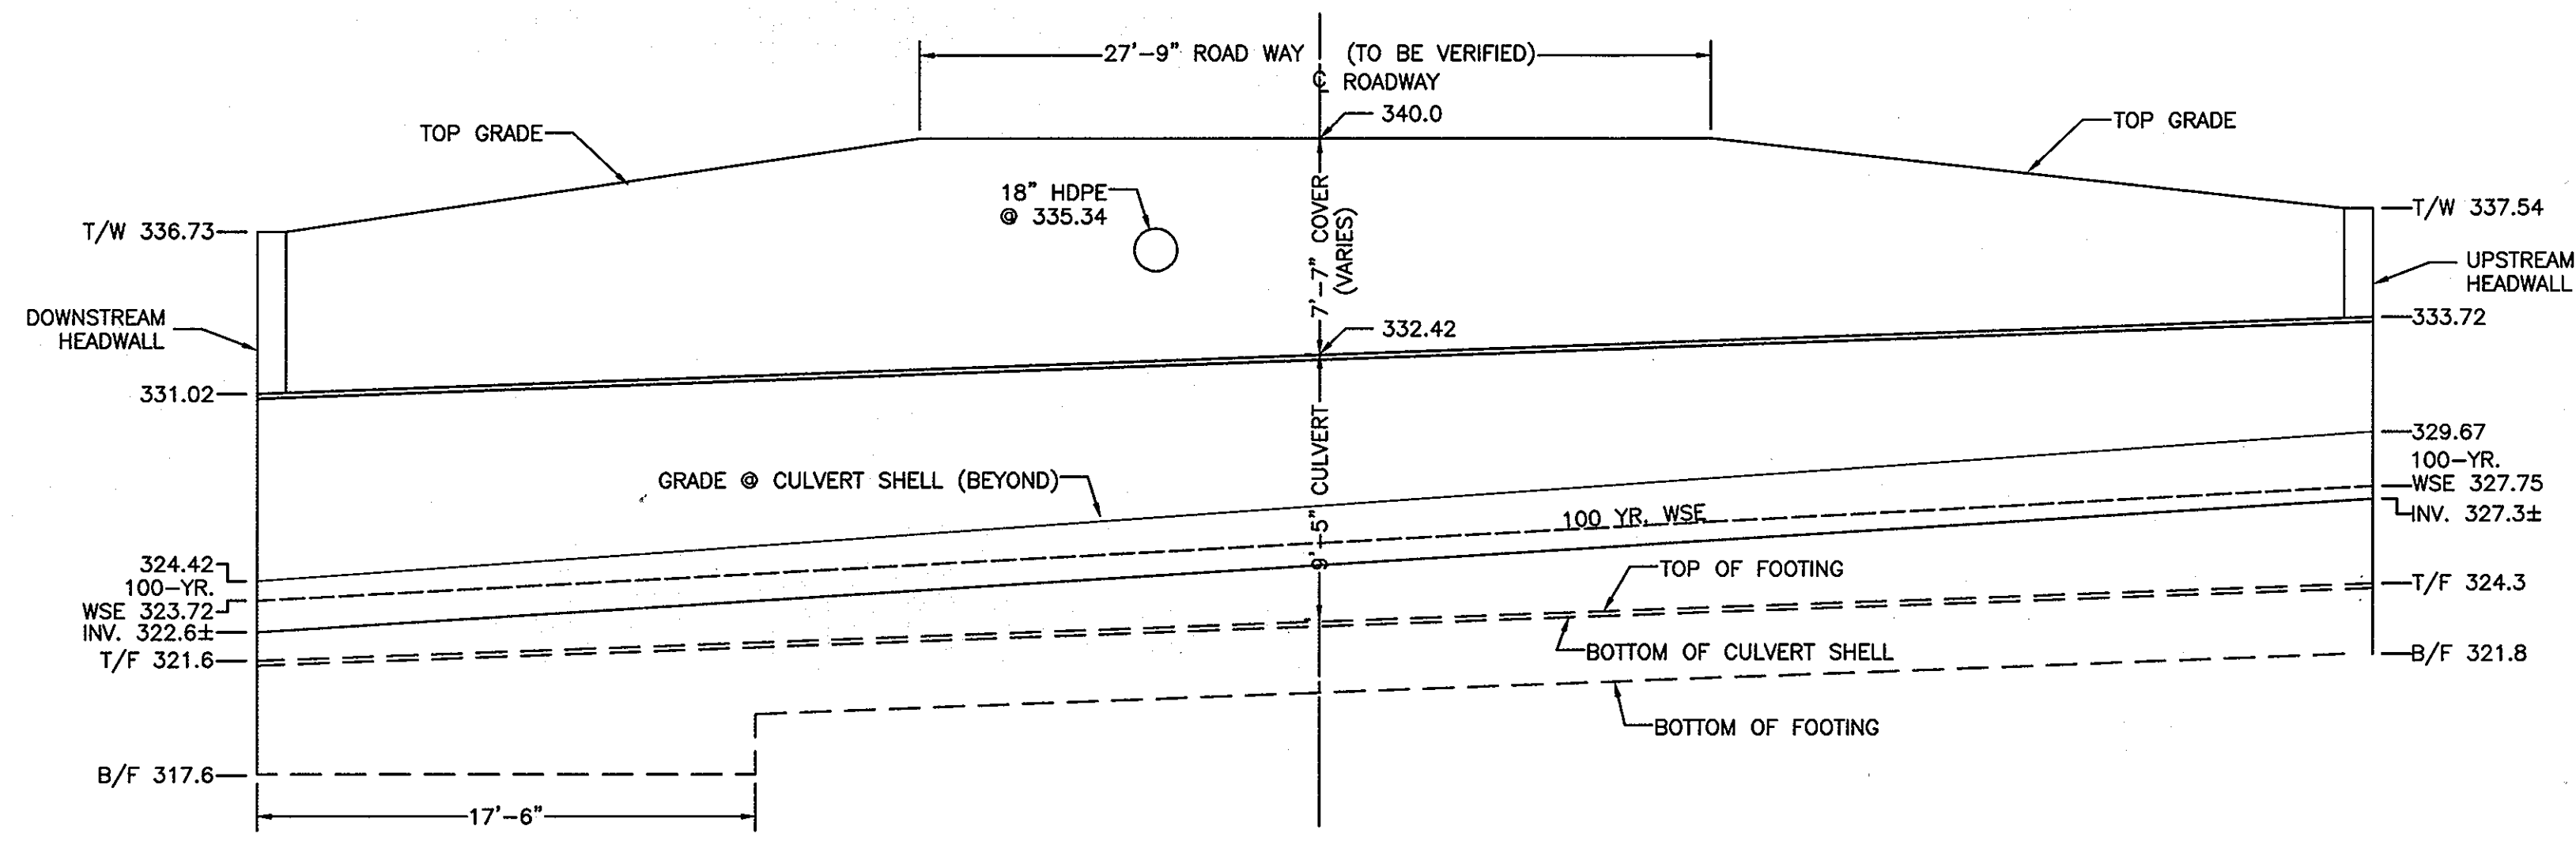 27'-9" ROAD WAY (TO BE VERIFIED)
℄ ROADWAY
340.0
TOP GRADE
TOP GRADE
18" HDPE
@ 335.34
7'-7" COVER
(VARIES)
T/W 336.73
T/W 337.54
DOWNSTREAM
HEADWALL
UPSTREAM
HEADWALL
332.42
333.72
331.02
9'-5" CULVERT
GRADE @ CULVERT SHELL (BEYOND)
329.67
100-YR.
WSE 327.75
INV. 327.3±
100 YR. WSE
324.42
100-YR.
WSE 323.72
INV. 322.6±
T/F 321.6
TOP OF FOOTING
T/F 324.3
BOTTOM OF CULVERT SHELL
B/F 321.8
BOTTOM OF FOOTING
B/F 317.6
17'-6"